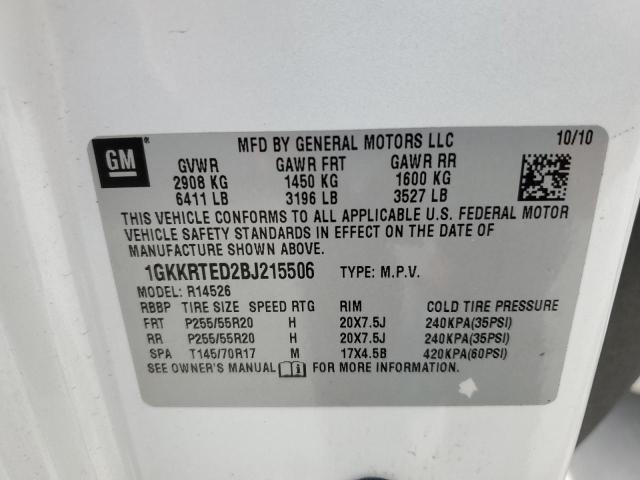 GM
MFD BY GENERAL MOTORS LLC 10/10
GVWR GAWR FRT GAWR RR
2908 KG 1450 KG 1600 KG
6411 LB 3196 LB 3527 LB
THIS VEHICLE CONFORMS TO ALL APPLICABLE U.S. FEDERAL MOTOR
VEHICLE SAFETY STANDARDS IN EFFECT ON THE DATE OF
MANUFACTURE SHOWN ABOVE.
1GKKRTED2BJ215506 TYPE: M.P.V.
MODEL: R14526
RBBP TIRE SIZE SPEED RTG RIM COLD TIRE PRESSURE
FRT P255/55R20 H 20X7.5J 240KPA(35PSI)
RR P255/55R20 H 20X7.5J 240KPA(35PSI)
SPA T145/70R17 M 17X4.5B 420KPA(60PSI)
SEE OWNER'S MANUAL FOR MORE INFORMATION.